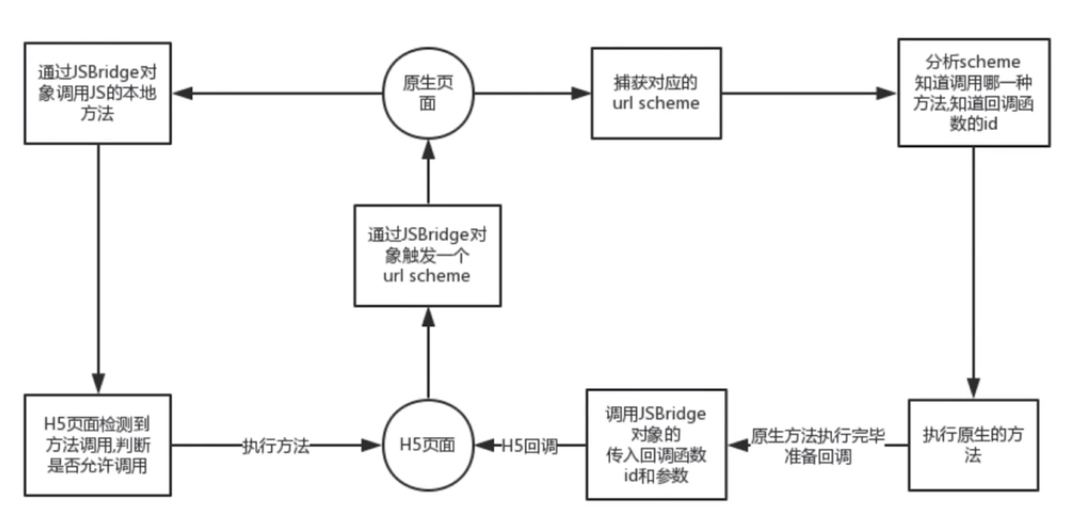 通过JSBridge对
象调用JS的本地
方法
原生页
面
捕获对应的
url scheme
分析scheme
知道调用哪一种
方法,知道回调函
数的id
通过JSBridge对
象触发一个
url scheme
H5页面检测到
方法调用,判断
是否允许调用
执行方法
H5页面
H5回调
调用JSBridge
对象的
传入回调函数
id和参数
原生方法执行完毕
准备回调
执行原生的方
法